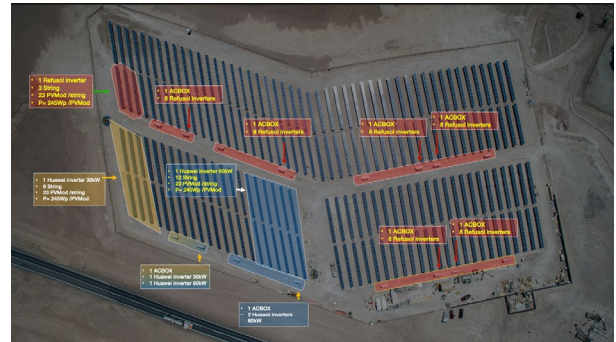 • 1 Refusol inverter
• 3 String
• 23 PVMod /string
• P= 245Wp /PVMod
• 1 ACBOX
• 8 Refusol inverters
• 1 ACBOX
• 8 Refusol inverters
• 1 ACBOX
• 8 Refusol inverters
• 1 ACBOX
• 8 Refusol inverters
• 1 Huawei inverter 30kW
• 6 String
• 23 PVMod /string
• P= 245Wp /PVMod
• 1 Huawei inverter 60kW
• 13 String
• 23 PVMod /string
• P= 245Wp /PVMod
• 1 ACBOX
• 8 Refusol inverters
• 1 ACBOX
• 8 Refusol inverters
• 1 ACBOX
• 1 Huawei inverter 30kW
• 1 Huawei inverter 60kW
• 1 ACBOX
• 2 Huawei inverters
60kW